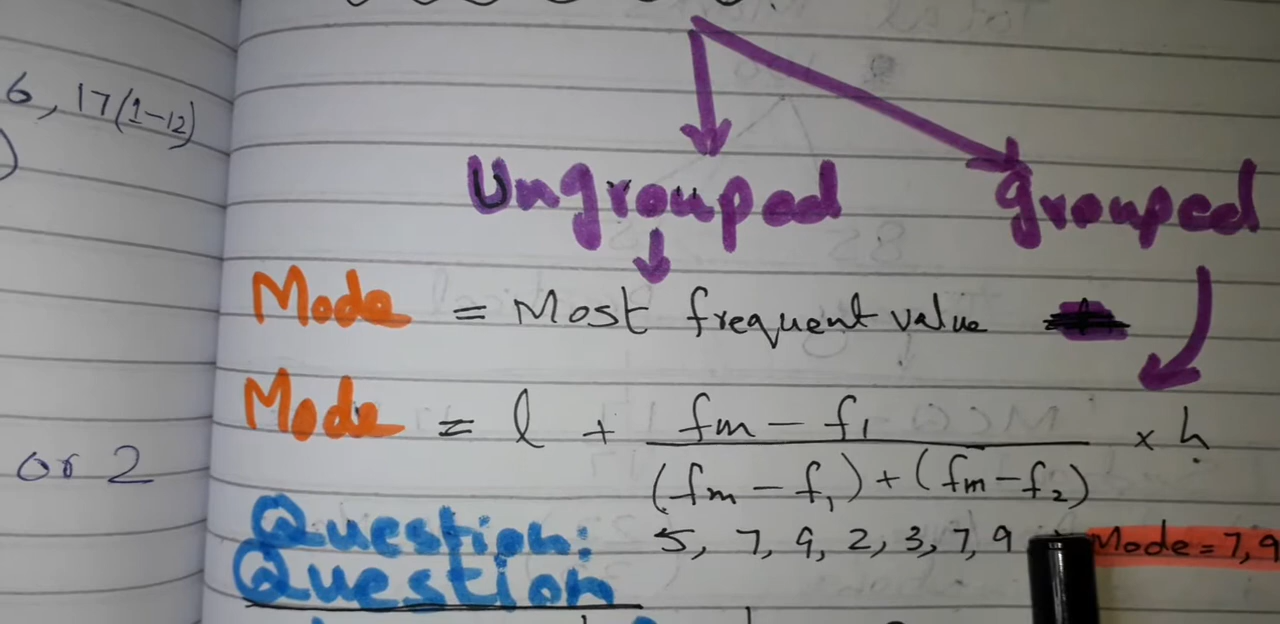 6, 17(1-12)
or 2
Ungrouped grouped
Mode = Most frequent value
Mode = l + fm - f1 / (fm - f1) + (fm - f2) × h
Question: 5, 7, 9, 2, 3, 7, 9 Mode = 7, 9
Question